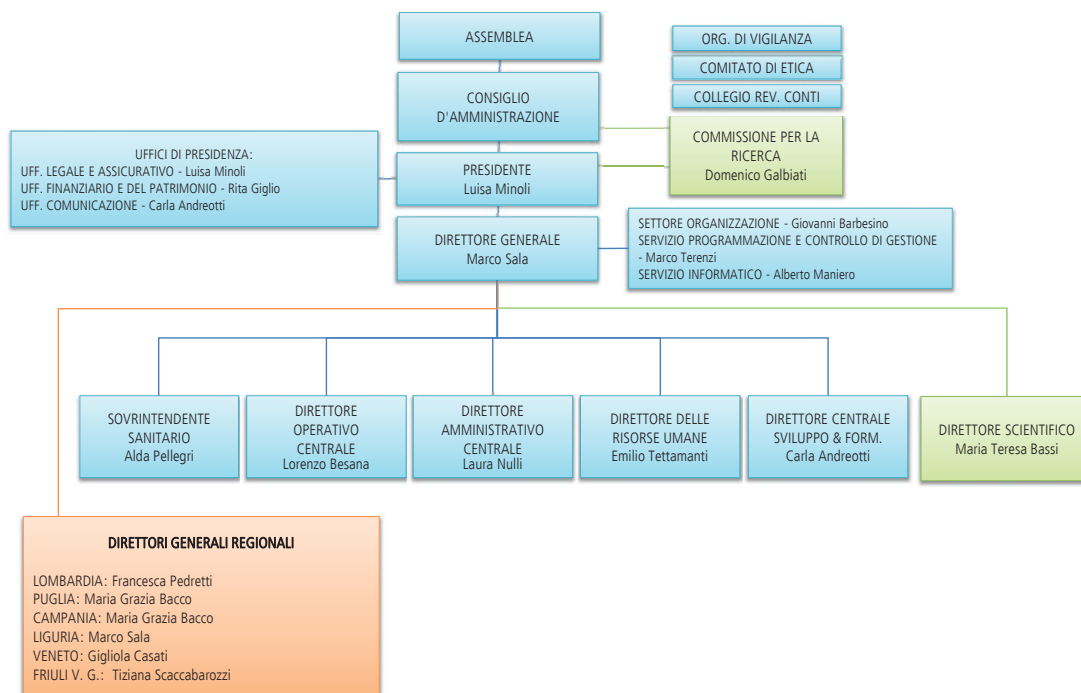 ASSEMBLEA
ORG. DI VIGILANZA
COMITATO DI ETICA
COLLEGIO REV. CONTI
CONSIGLIO
D'AMMINISTRAZIONE
COMMISSIONE PER LA
RICERCA
Domenico Galbiati
UFFICI DI PRESIDENZA:
UFF. LEGALE E ASSICURATIVO - Luisa Minoli
UFF. FINANZIARIO E DEL PATRIMONIO - Rita Giglio
UFF. COMUNICAZIONE - Carla Andreotti
PRESIDENTE
Luisa Minoli
DIRETTORE GENERALE
Marco Sala
SETTORE ORGANIZZAZIONE - Giovanni Barbesino
SERVIZIO PROGRAMMAZIONE E CONTROLLO DI GESTIONE
- Marco Terenzi
SERVIZIO INFORMATICO - Alberto Maniero
SOVRINTENDENTE
SANITARIO
Alda Pellegri
DIRETTORE
OPERATIVO
CENTRALE
Lorenzo Besana
DIRETTORE
AMMINISTRATIVO
CENTRALE
Laura Nulli
DIRETTORE DELLE
RISORSE UMANE
Emilio Tettamanti
DIRETTORE CENTRALE
SVILUPPO & FORM.
Carla Andreotti
DIRETTORE SCIENTIFICO
Maria Teresa Bassi
DIRETTORI GENERALI REGIONALI
LOMBARDIA: Francesca Pedretti
PUGLIA: Maria Grazia Bacco
CAMPANIA: Maria Grazia Bacco
LIGURIA: Marco Sala
VENETO: Gigliola Casati
FRIULI V. G.: Tiziana Scaccabarozzi